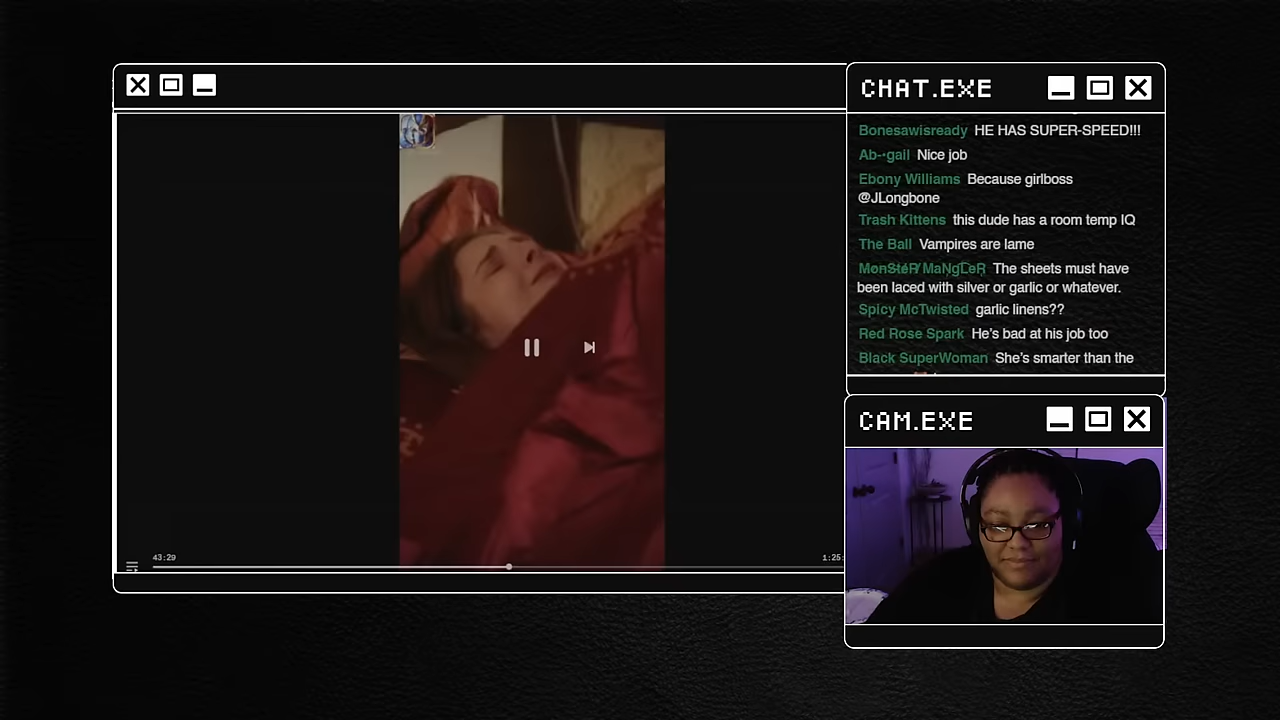 CHAT.EXE
Bonesawisready HE HAS SUPER-SPEED!!!
Ab-·gail Nice job
Ebony Williams Because girlboss
@JLongbone
Trash Kittens this dude has a room temp IQ
The Ball Vampires are lame
The sheets must have
been laced with silver or garlic or whatever.
Spicy McTwisted garlic linens??
Red Rose Spark He's bad at his job too
Black SuperWoman She's smarter than the
43:29
1:25:
CAM.EXE